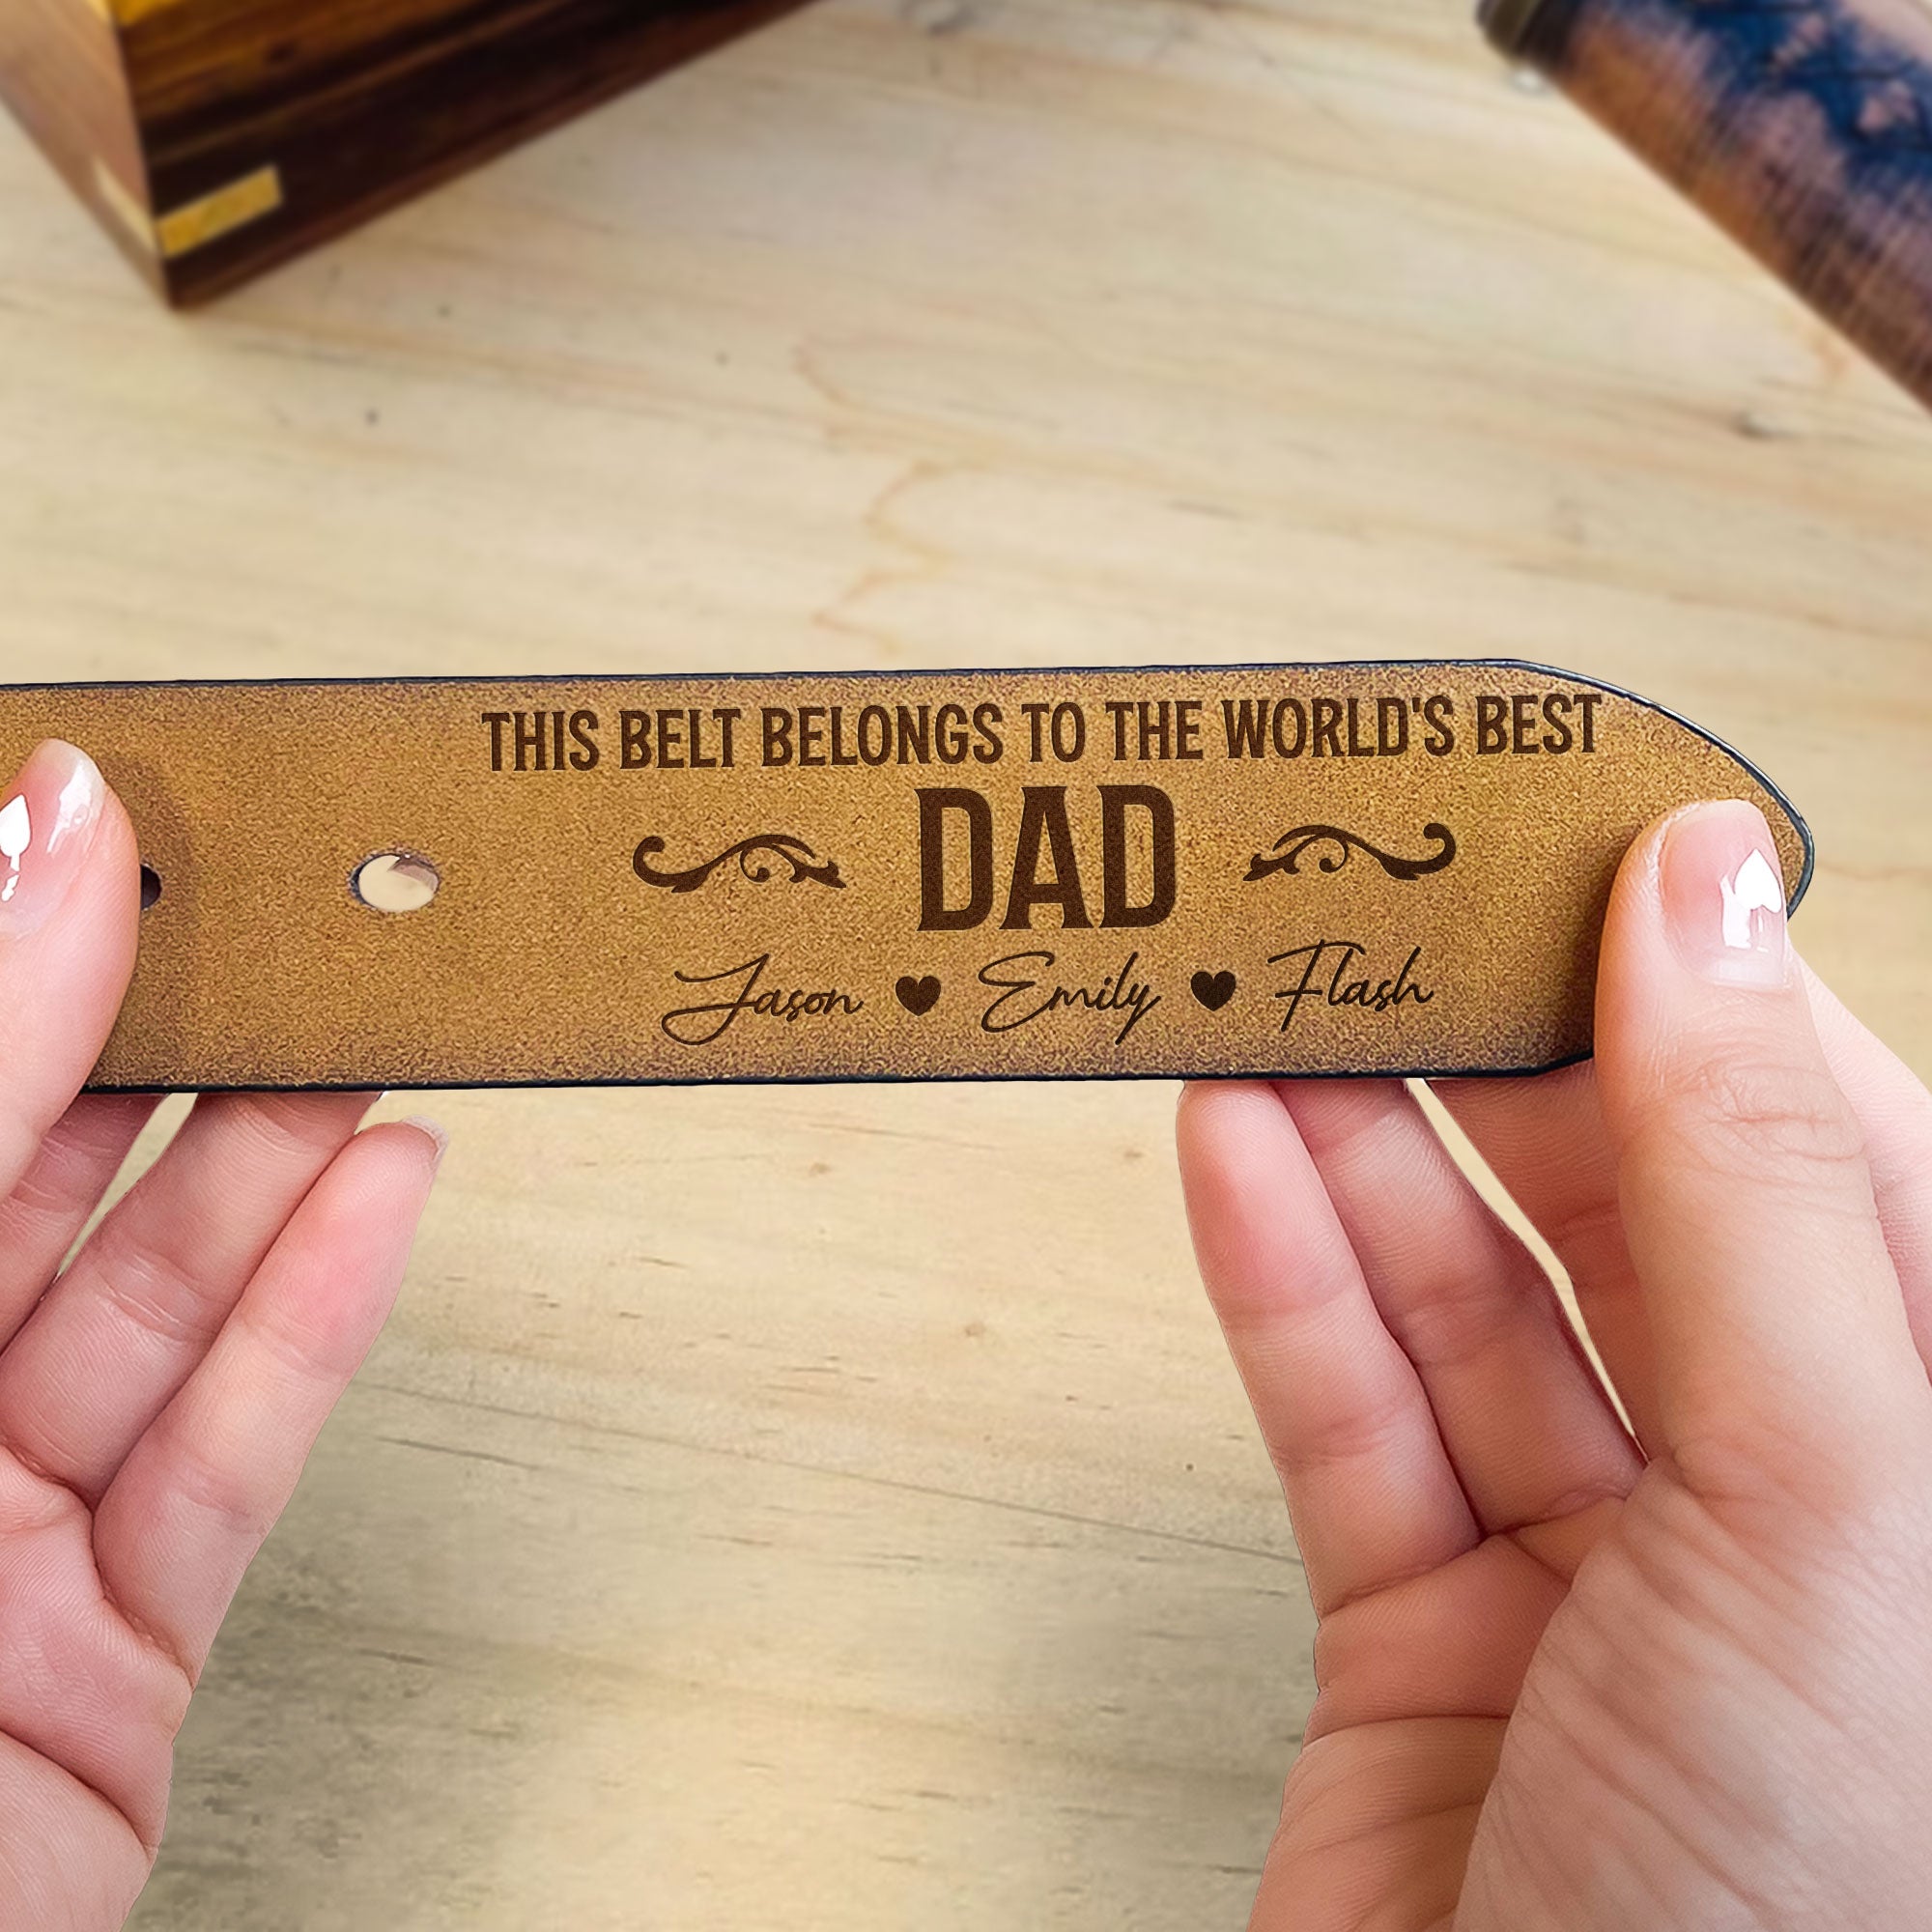 THIS BELT BELONGS TO THE WORLD'S BEST
DAD
Jason ♥ Emily ♥ Flash